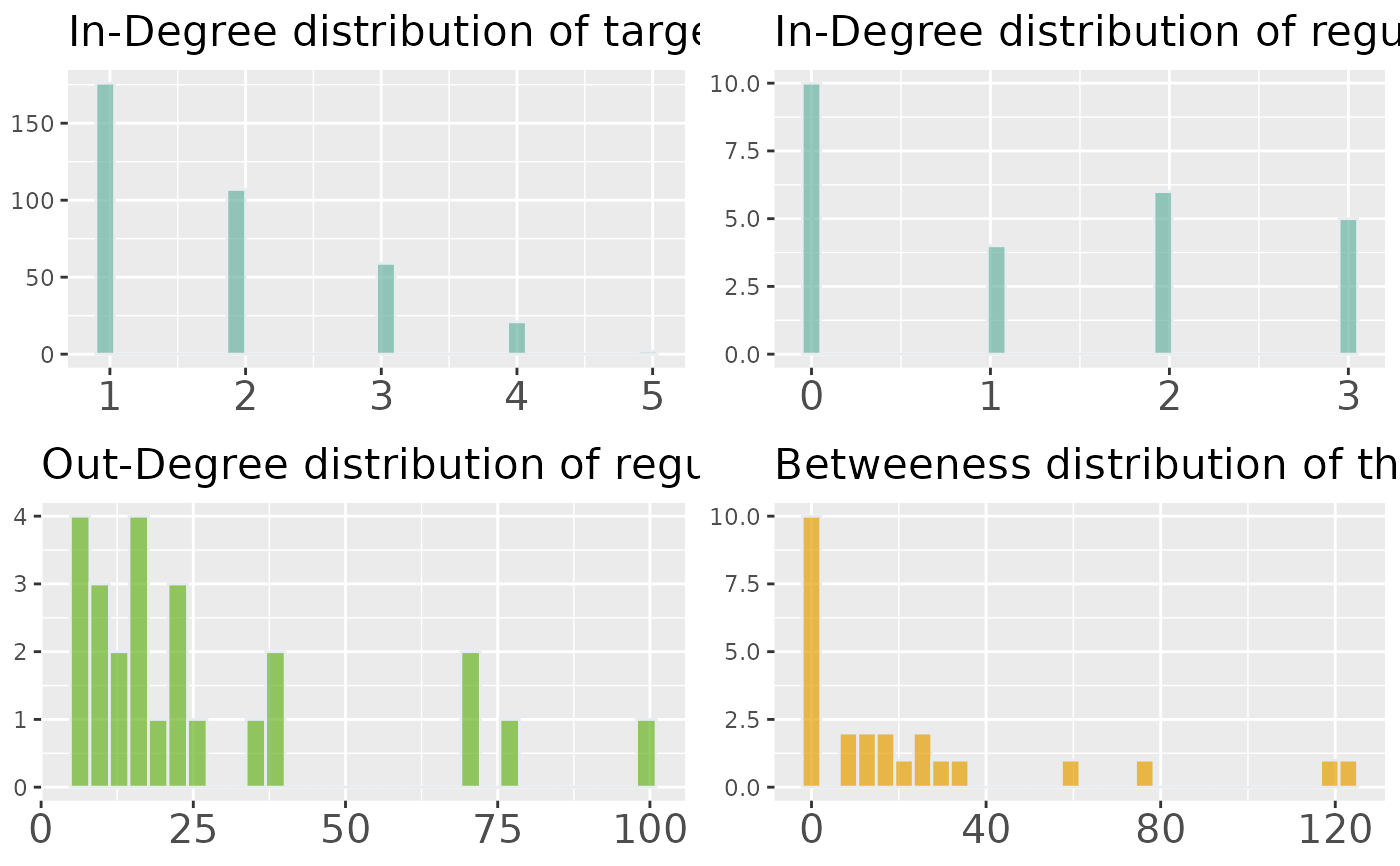 In-Degree distribution of targe
150
100
50
0
1 2 3 4 5
In-Degree distribution of regu
10.0
7.5
5.0
2.5
0.0
0 1 2 3
Out-Degree distribution of regu
4
3
2
1
0
0 25 50 75 100
Betweeness distribution of th
10.0
7.5
5.0
2.5
0.0
0 40 80 120